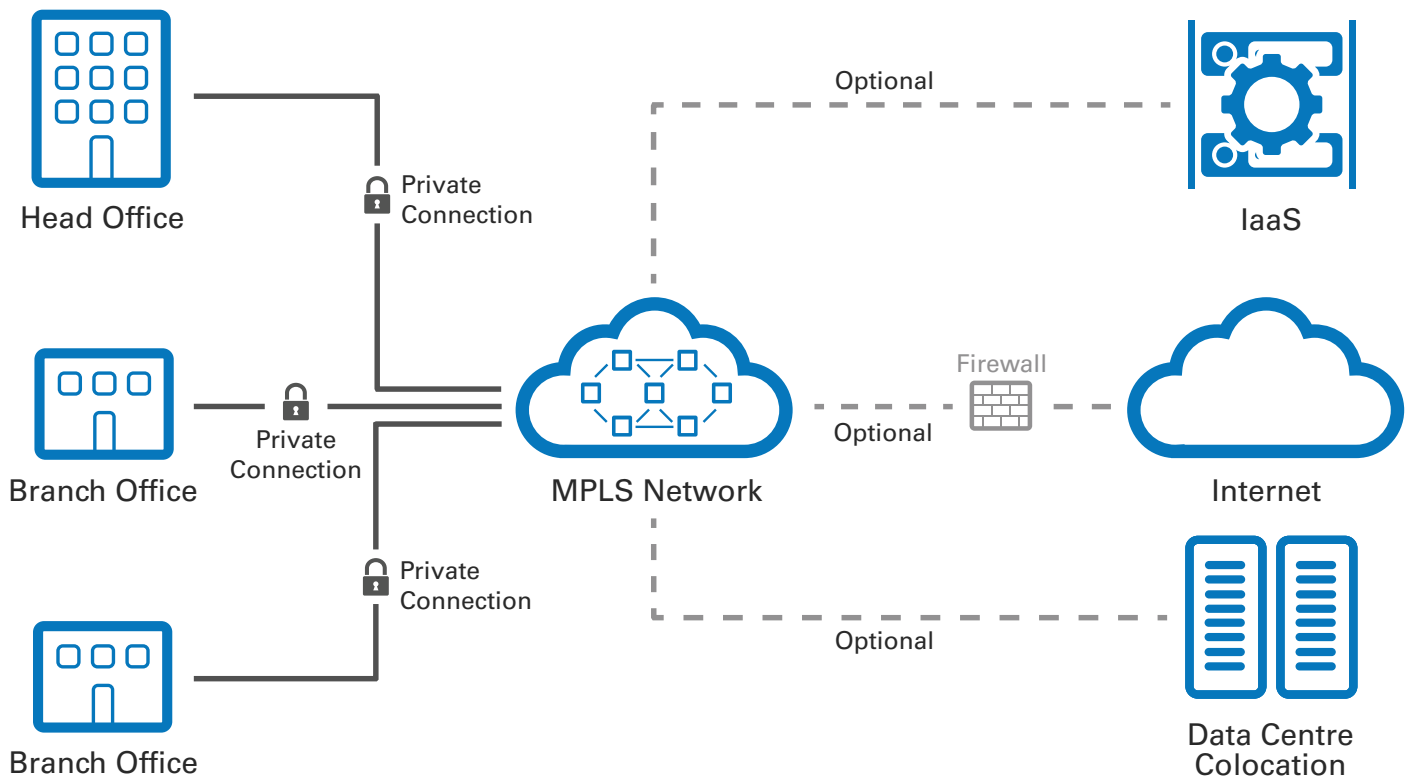 Optional
Private
Connection
Head Office
IaaS
Firewall
Optional
Private
Connection
Branch Office
MPLS Network
Internet
Private
Connection
Optional
Branch Office
Data Centre
Colocation